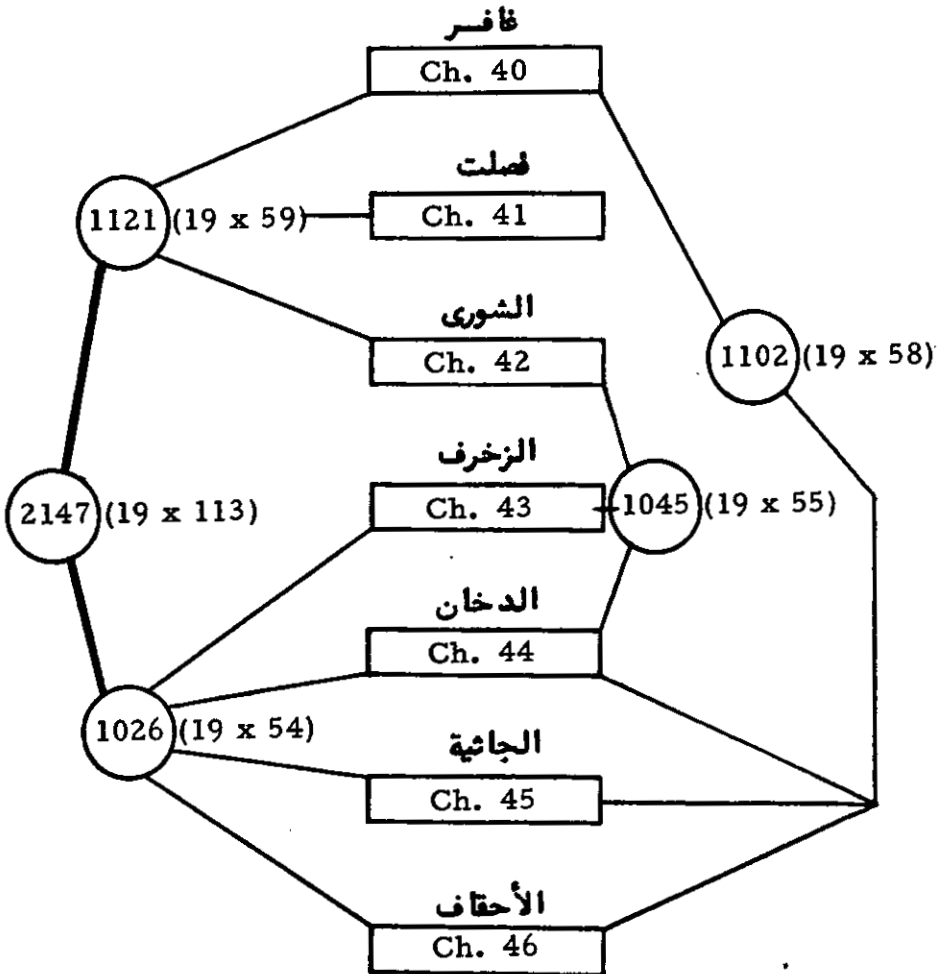 غافر
Ch. 40
فصلت
1121 (19 x 59)
Ch. 41
الشورى
Ch. 42
1102 (19 x 58)
الزخرف
2147 (19 x 113)
Ch. 43
1045 (19 x 55)
الدخان
Ch. 44
1026 (19 x 54)
الجاثية
Ch. 45
الأحقاف
Ch. 46